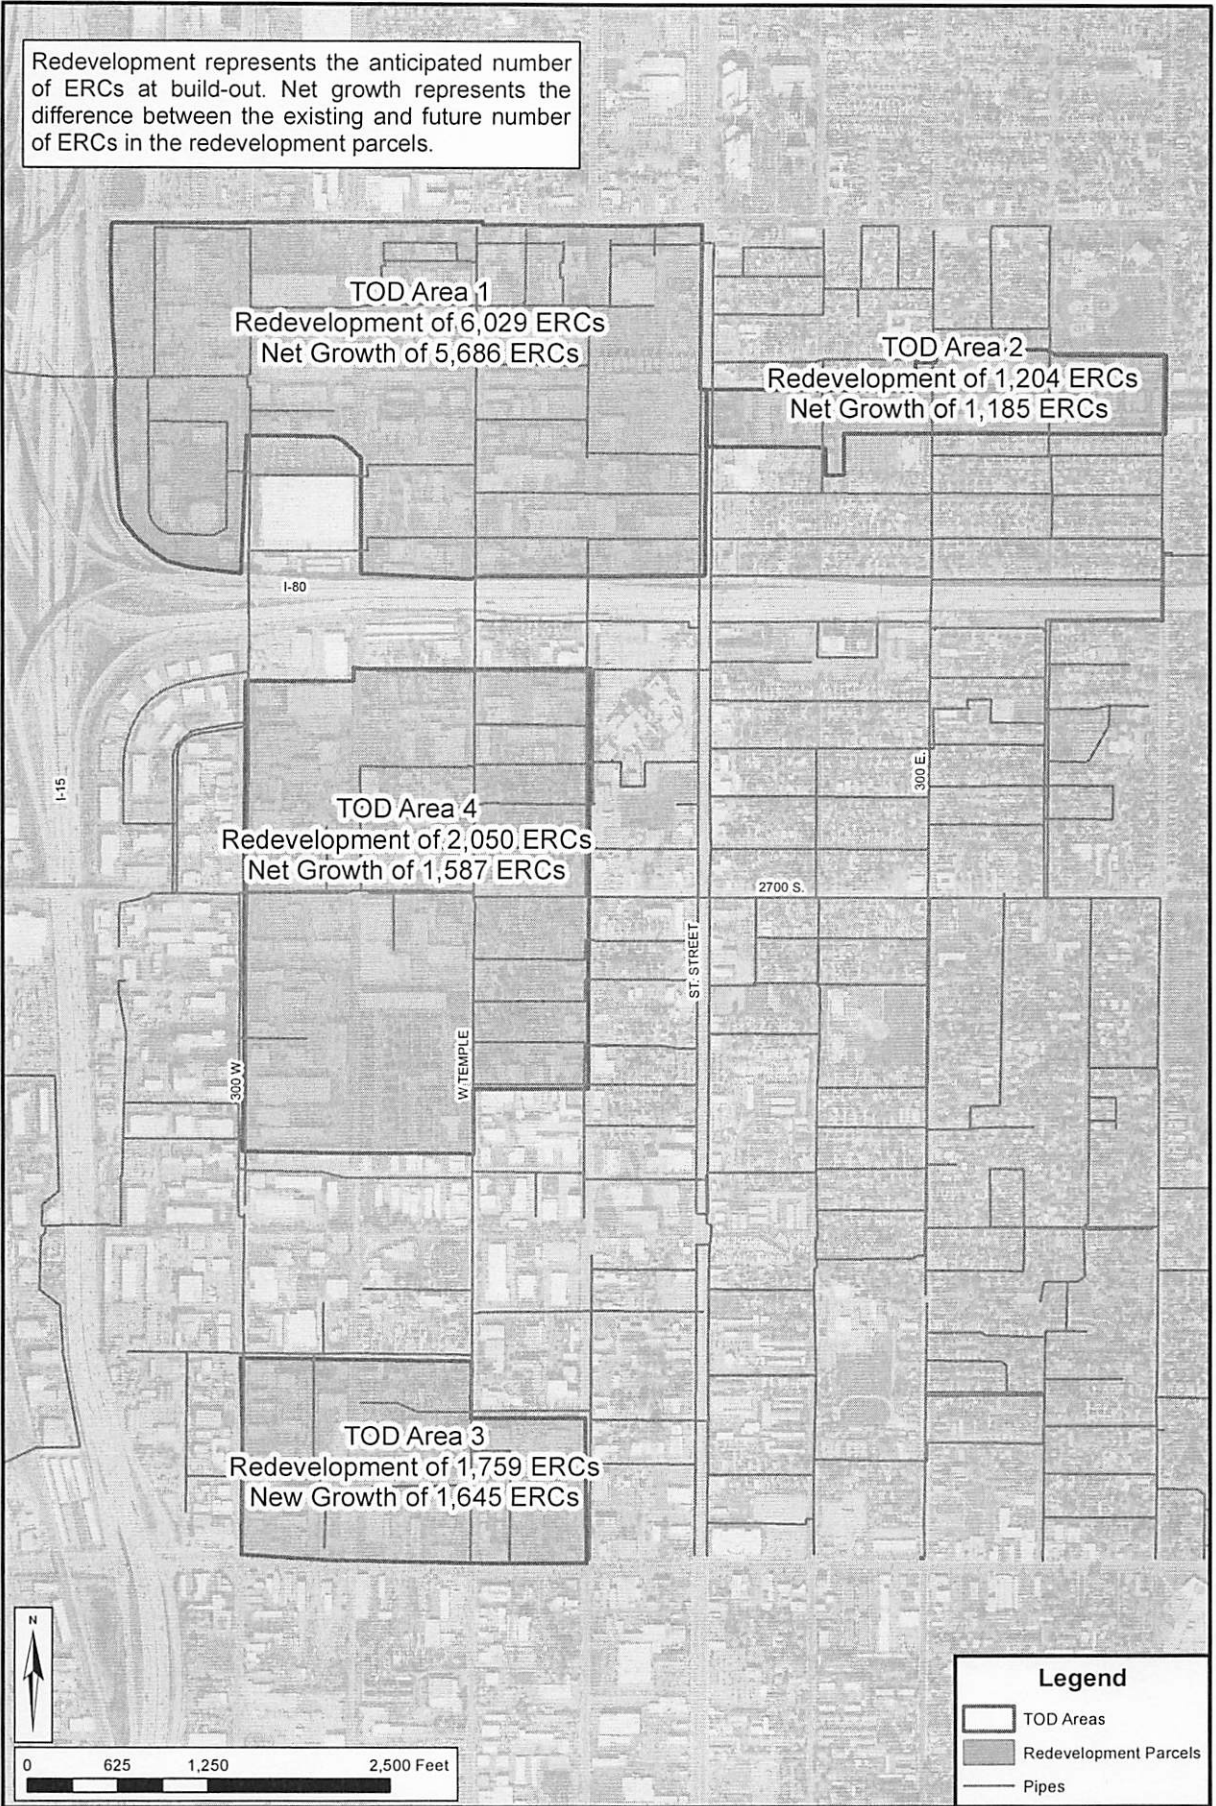 Redevelopment represents the anticipated number
of ERCs at build-out. Net growth represents the
difference between the existing and future number
of ERCs in the redevelopment parcels.
TOD Area 1
Redevelopment of 6,029 ERCs
Net Growth of 5,686 ERCs
TOD Area 2
Redevelopment of 1,204 ERCs
Net Growth of 1,185 ERCs
I-80
I-15
300 E.
TOD Area 4
Redevelopment of 2,050 ERCs
Net Growth of 1,587 ERCs
2700 S.
ST. STREET
W.TEMPLE
300 W
TOD Area 3
Redevelopment of 1,759 ERCs
New Growth of 1,645 ERCs
N
0 625 1,250 2,500 Feet
Legend
TOD Areas
Redevelopment Parcels
Pipes